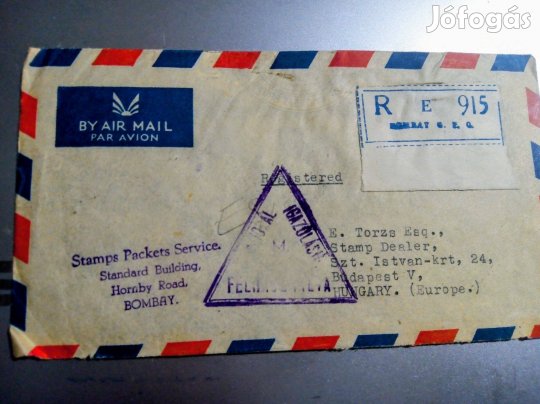 Jófogás
BY AIR MAIL
PAR AVION
R E 915
BOMBAY G. P. O.
Registered
IGAZOLÁS
M
Stamps Packets Service.
Standard Building,
Hornby Road,
BOMBAY.
E. Torzs Esq.,
Stamp Dealer,
Szt. Istvan-krt, 24,
Budapest V,
HUNGARY. (Europe.)